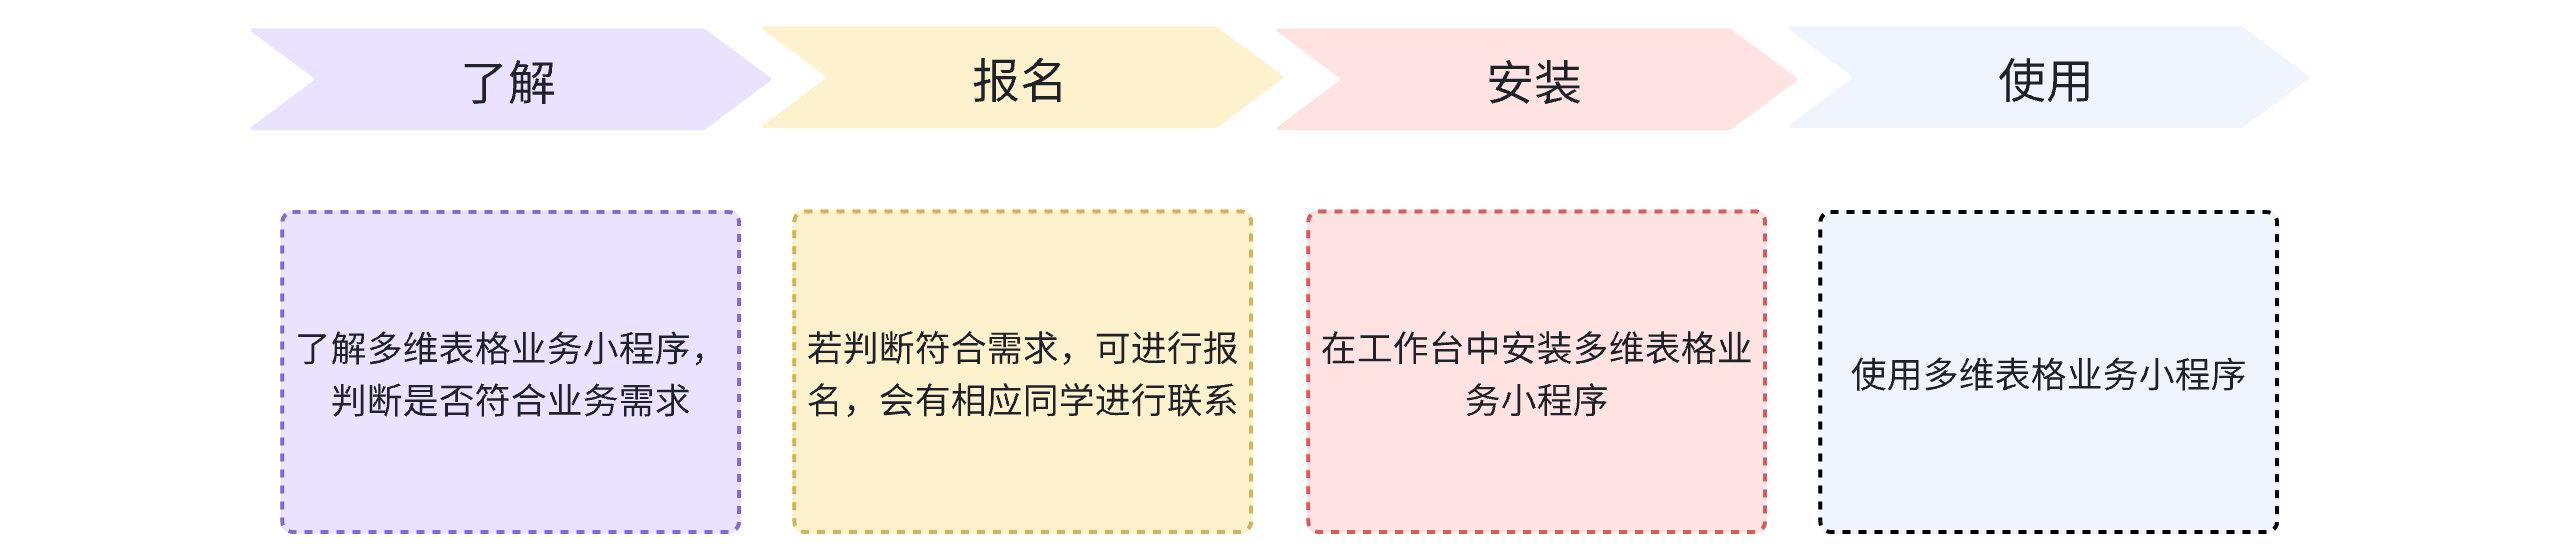 了解
报名
安装
使用
了解多维表格业务小程序，
判断是否符合业务需求
若判断符合需求，可进行报
名，会有相应同学进行联系
在工作台中安装多维表格业
务小程序
使用多维表格业务小程序